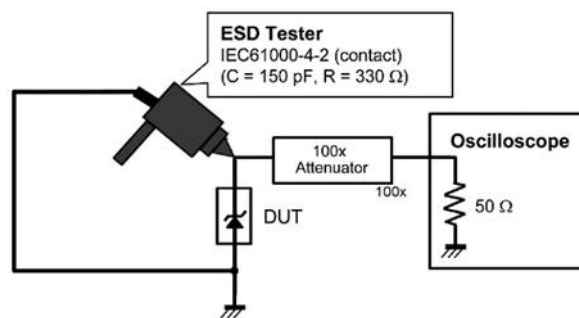 ESD Tester
IEC61000-4-2 (contact)
(C = 150 pF, R = 330 Ω)
100x
Attenuator
100x
Oscilloscope
50 Ω
DUT